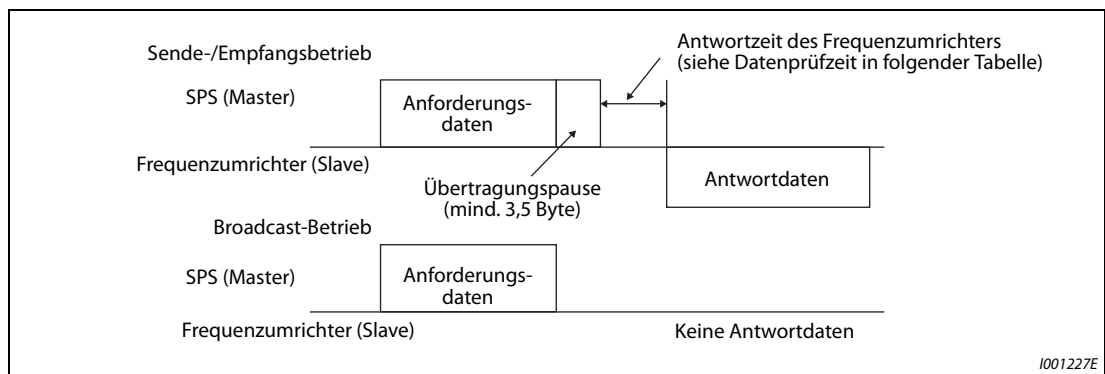 Sende-/Empfangsbetrieb
Antwortzeit des Frequenzumrichters
(siehe Datenprüfzeit in folgender Tabelle)
SPS (Master)
Anforderungs-
daten
Frequenzumrichter (Slave)
Übertragungspause
(mind. 3,5 Byte)
Antwortdaten
Broadcast-Betrieb
SPS (Master)
Anforderungs-
daten
Frequenzumrichter (Slave)
Keine Antwortdaten
I001227E